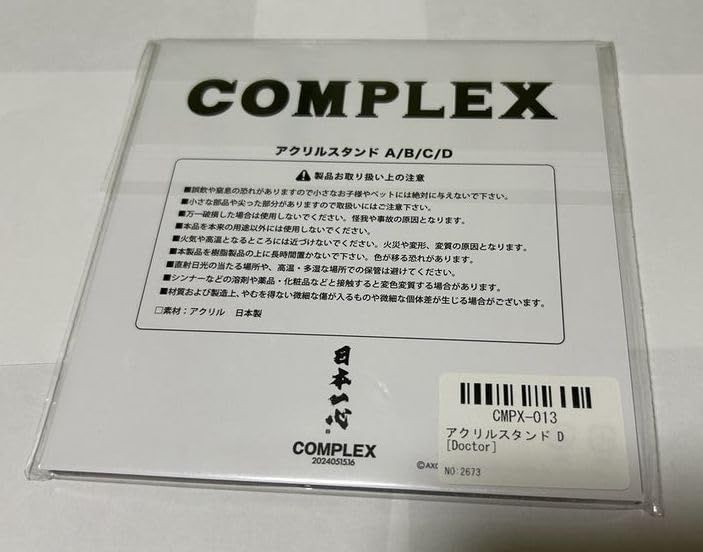 COMPLEX
アクリルスタンド A/B/C/D
製品お取り扱い上の注意
■誤飲や窒息の恐れがありますので小さなお子様やペットには絶対に与えないで下さい。
■小さな部品や尖った部分がありますので取扱いにはご注意下さい。
■万一破損した場合は使用しないでください。怪我や事故の原因となります。
■本品を本来の用途以外には使用しないでください。
■火気や高温となるところには近づけないでください。火災や変形、変質の原因となります。
■本製品を樹脂製品の上に長時間置かないで下さい。色が移る恐れがあります。
■直射日光の当たる場所や、高温・多湿な場所での保管は避けてください。
■シンナーなどの溶剤や薬品・化粧品などと接触すると変色変質する場合があります。
■材質および製造上、やむを得ない微細な傷が入るものや微細な個体差が生じる場合がございます。
□素材：アクリル 日本製
日本一心
COMPLEX
20240515.16
CMPX-013
アクリルスタンド D
[Doctor]
NO:2673